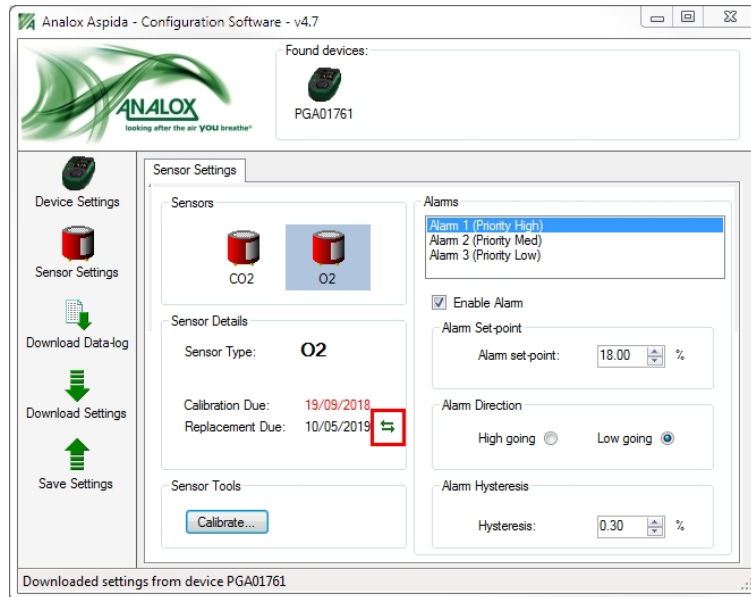 Analox Aspida - Configuration Software - v4.7
Found devices:
PGA01761
ANALOX
looking after the air YOU breathe®
Device Settings
Sensor Settings
Download Data-log
Download Settings
Save Settings
Sensor Settings
Sensors
CO2
O2
Sensor Details
Sensor Type: O2
Calibration Due: 19/09/2018
Replacement Due: 10/05/2019
Sensor Tools
Calibrate...
Alarms
Alarm 1 (Priority High)
Alarm 2 (Priority Med)
Alarm 3 (Priority Low)
Enable Alarm
Alarm Set-point
Alarm set-point: 18.00 %
Alarm Direction
High going Low going
Alarm Hysteresis
Hysteresis: 0.30 %
Downloaded settings from device PGA01761